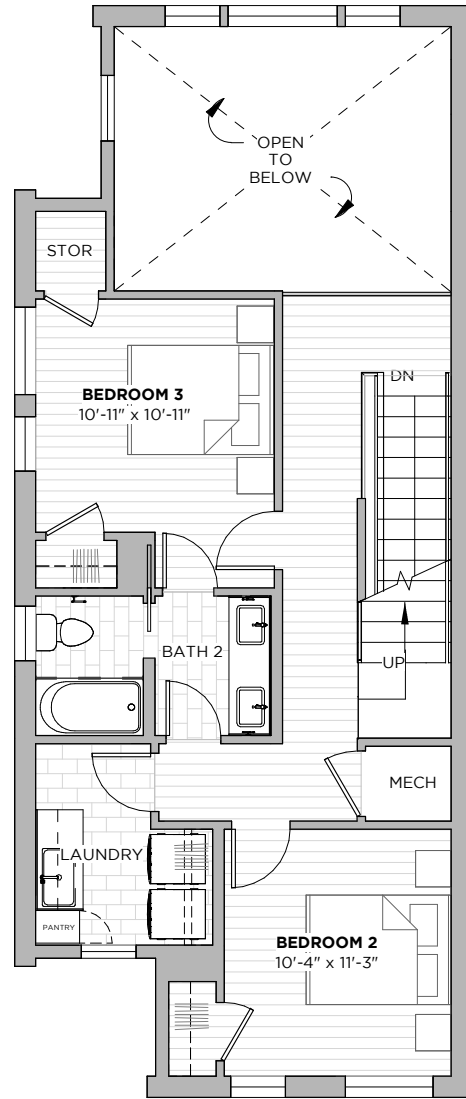 OPEN
TO
BELOW
STOR
DN
BEDROOM 3
10'-11" x 10'-11"
BATH 2
UP
MECH
LAUNDRY
PANTRY
BEDROOM 2
10'-4" x 11'-3"